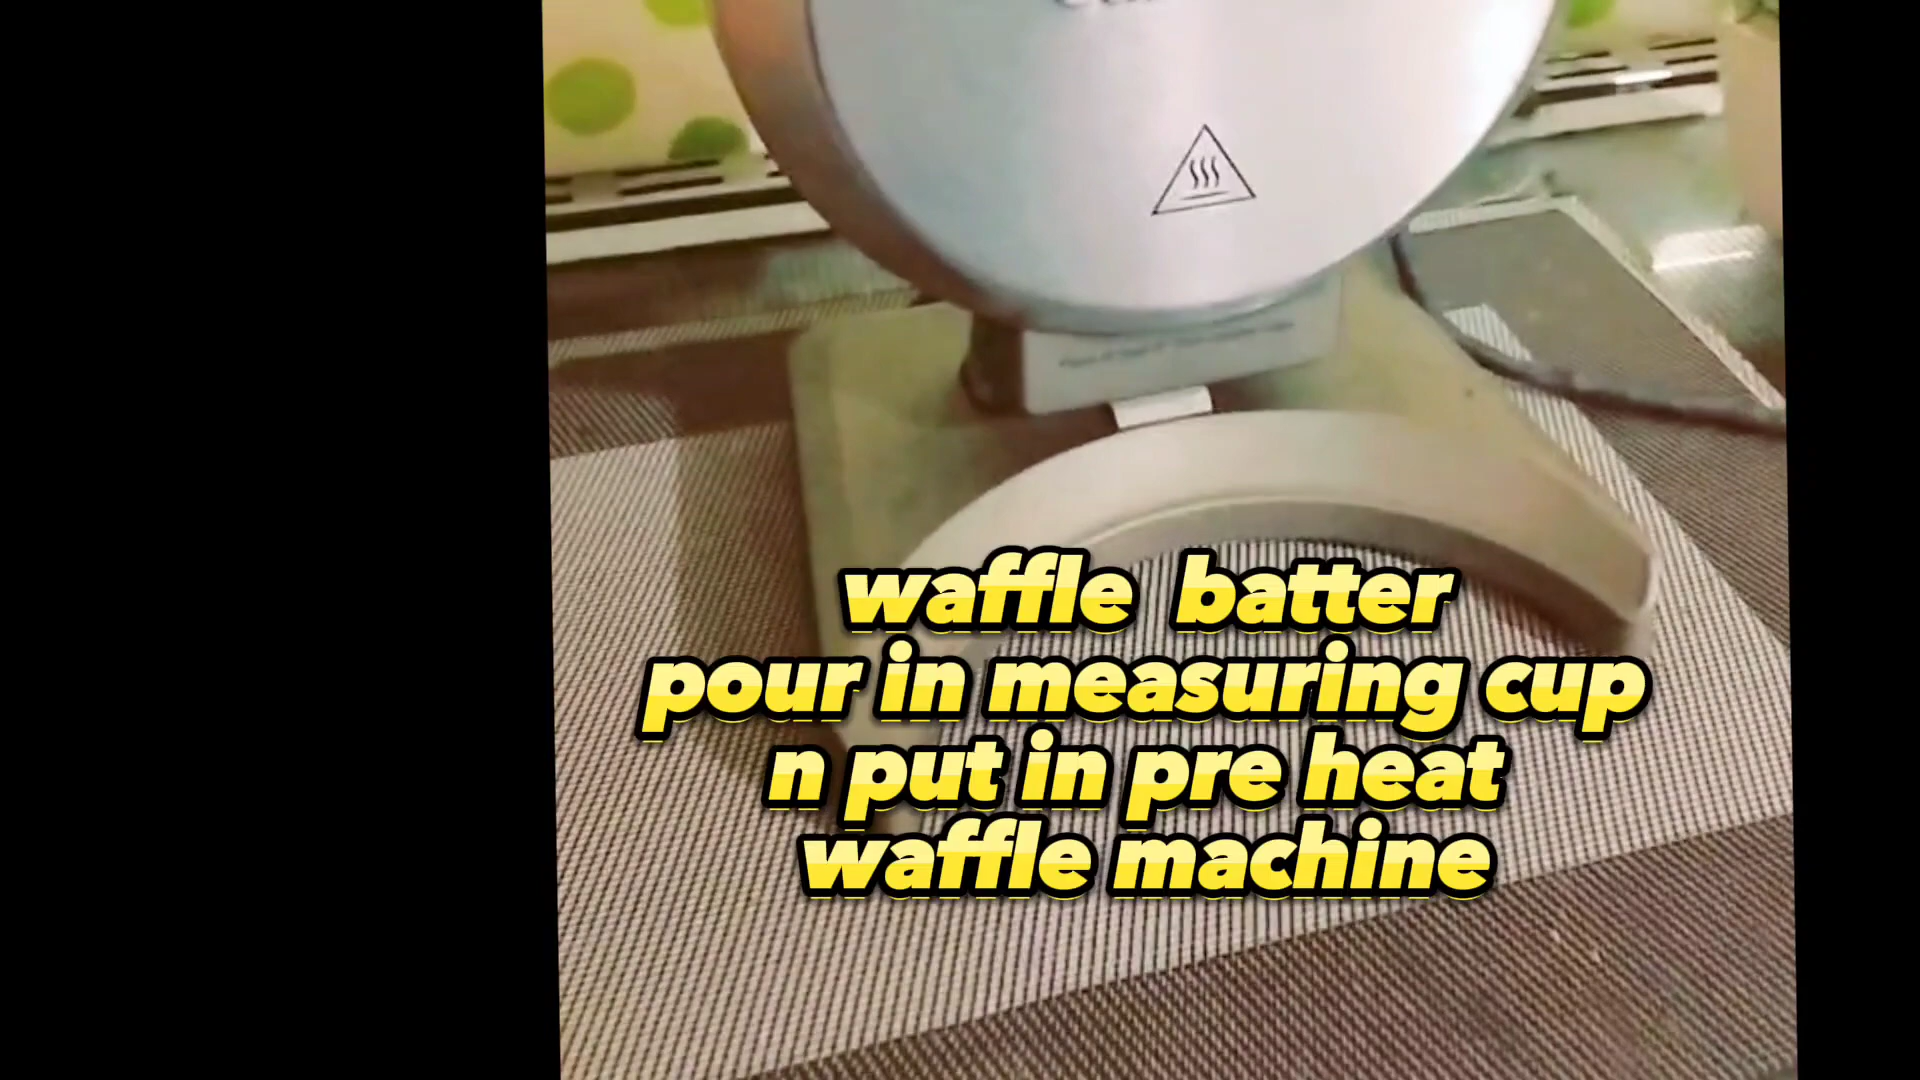 waffle batter
pour in measuring cup
n put in pre heat
waffle machine